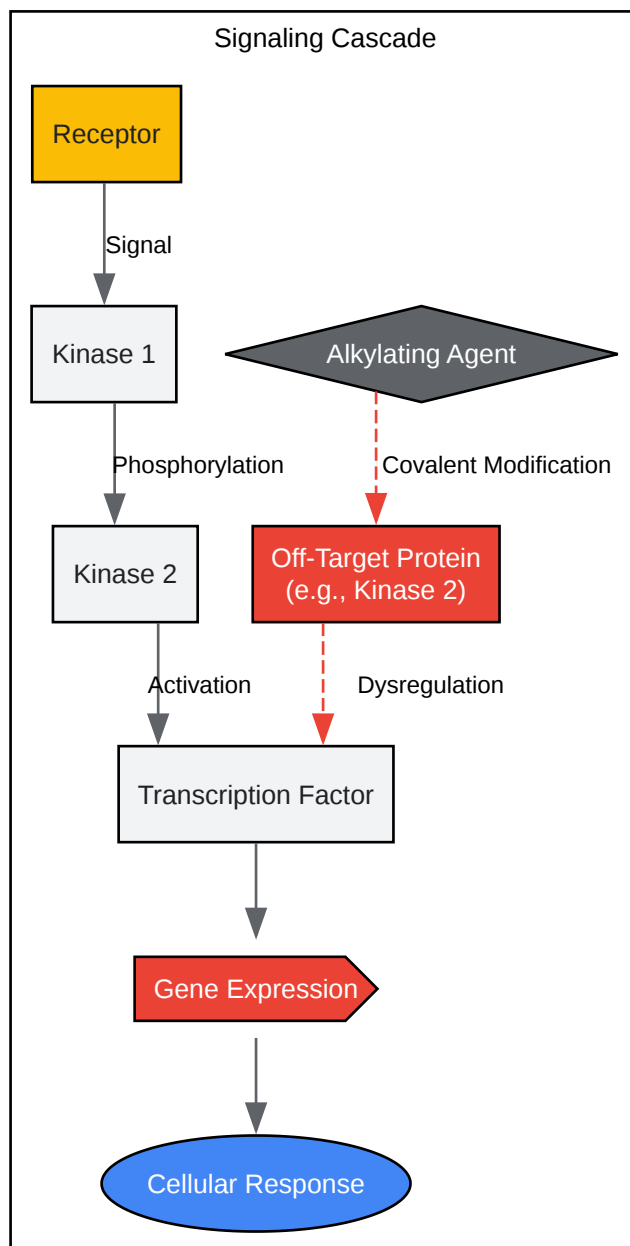 Signaling Cascade
Receptor
Signal
Kinase 1
Alkylating Agent
Phosphorylation
Covalent Modification
Kinase 2
Off-Target Protein
(e.g., Kinase 2)
Activation
Dysregulation
Transcription Factor
Gene Expression
Cellular Response